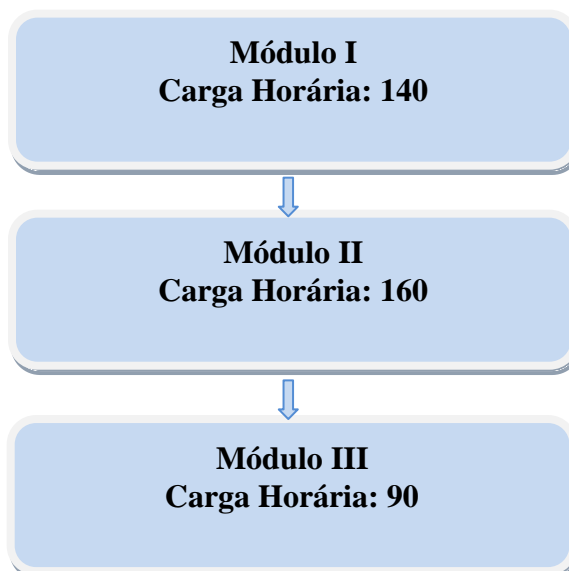 Módulo I
Carga Horária: 140
Módulo II
Carga Horária: 160
Módulo III
Carga Horária: 90